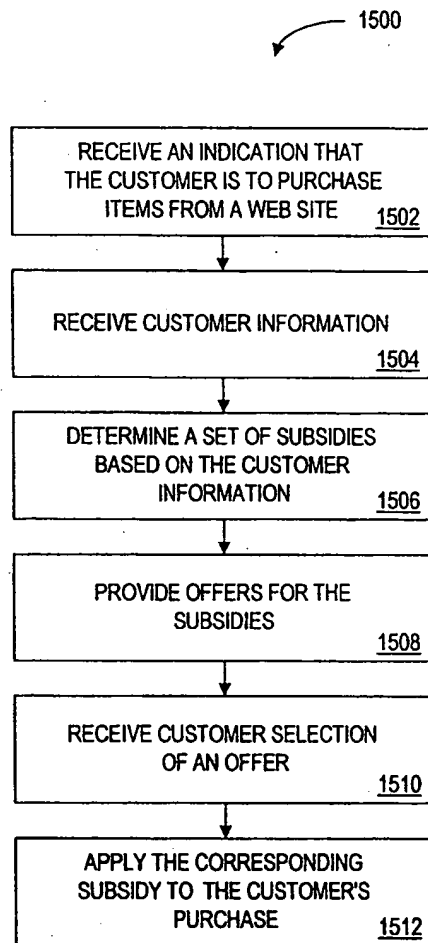 1500
RECEIVE AN INDICATION THAT
THE CUSTOMER IS TO PURCHASE
ITEMS FROM A WEB SITE
1502
RECEIVE CUSTOMER INFORMATION
1504
DETERMINE A SET OF SUBSIDIES
BASED ON THE CUSTOMER
INFORMATION
1506
PROVIDE OFFERS FOR THE
SUBSIDIES
1508
RECEIVE CUSTOMER SELECTION
OF AN OFFER
1510
APPLY THE CORRESPONDING
SUBSIDY TO THE CUSTOMER'S
PURCHASE
1512